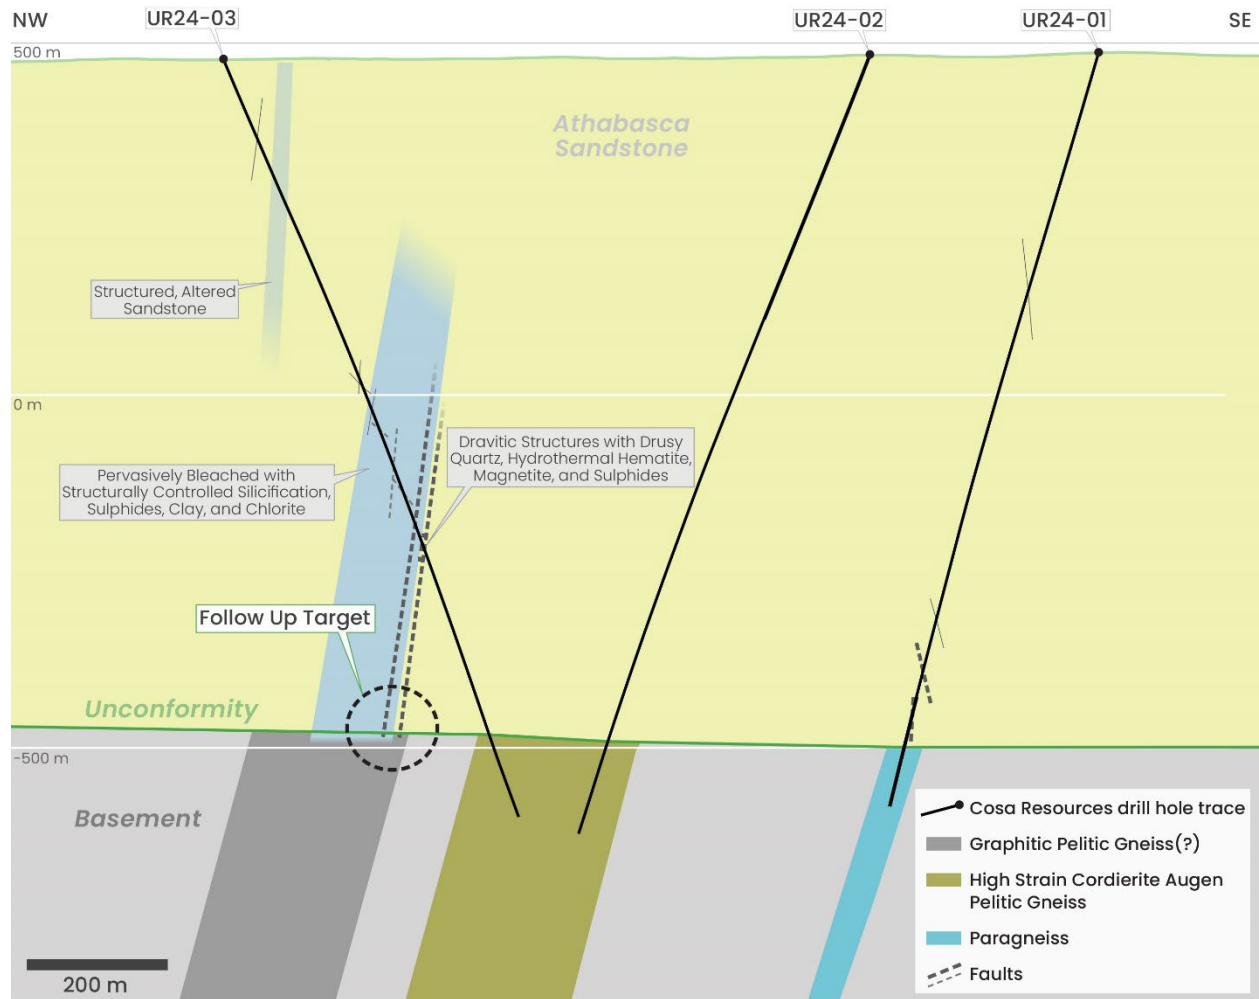 NW
UR24-03
UR24-02
UR24-01
SE
500 m
Athabasca
Sandstone
Structured, Altered
Sandstone
0 m
Pervasively Bleached with
Structurally Controlled Silicification,
Sulphides, Clay, and Chlorite
Dravitic Structures with Drusy
Quartz, Hydrothermal Hematite,
Magnetite, and Sulphides
Follow Up Target
Unconformity
-500 m
Basement
Cosa Resources drill hole trace
Graphitic Pelitic Gneiss(?)
High Strain Cordierite Augen
Pelitic Gneiss
Paragneiss
Faults
200 m